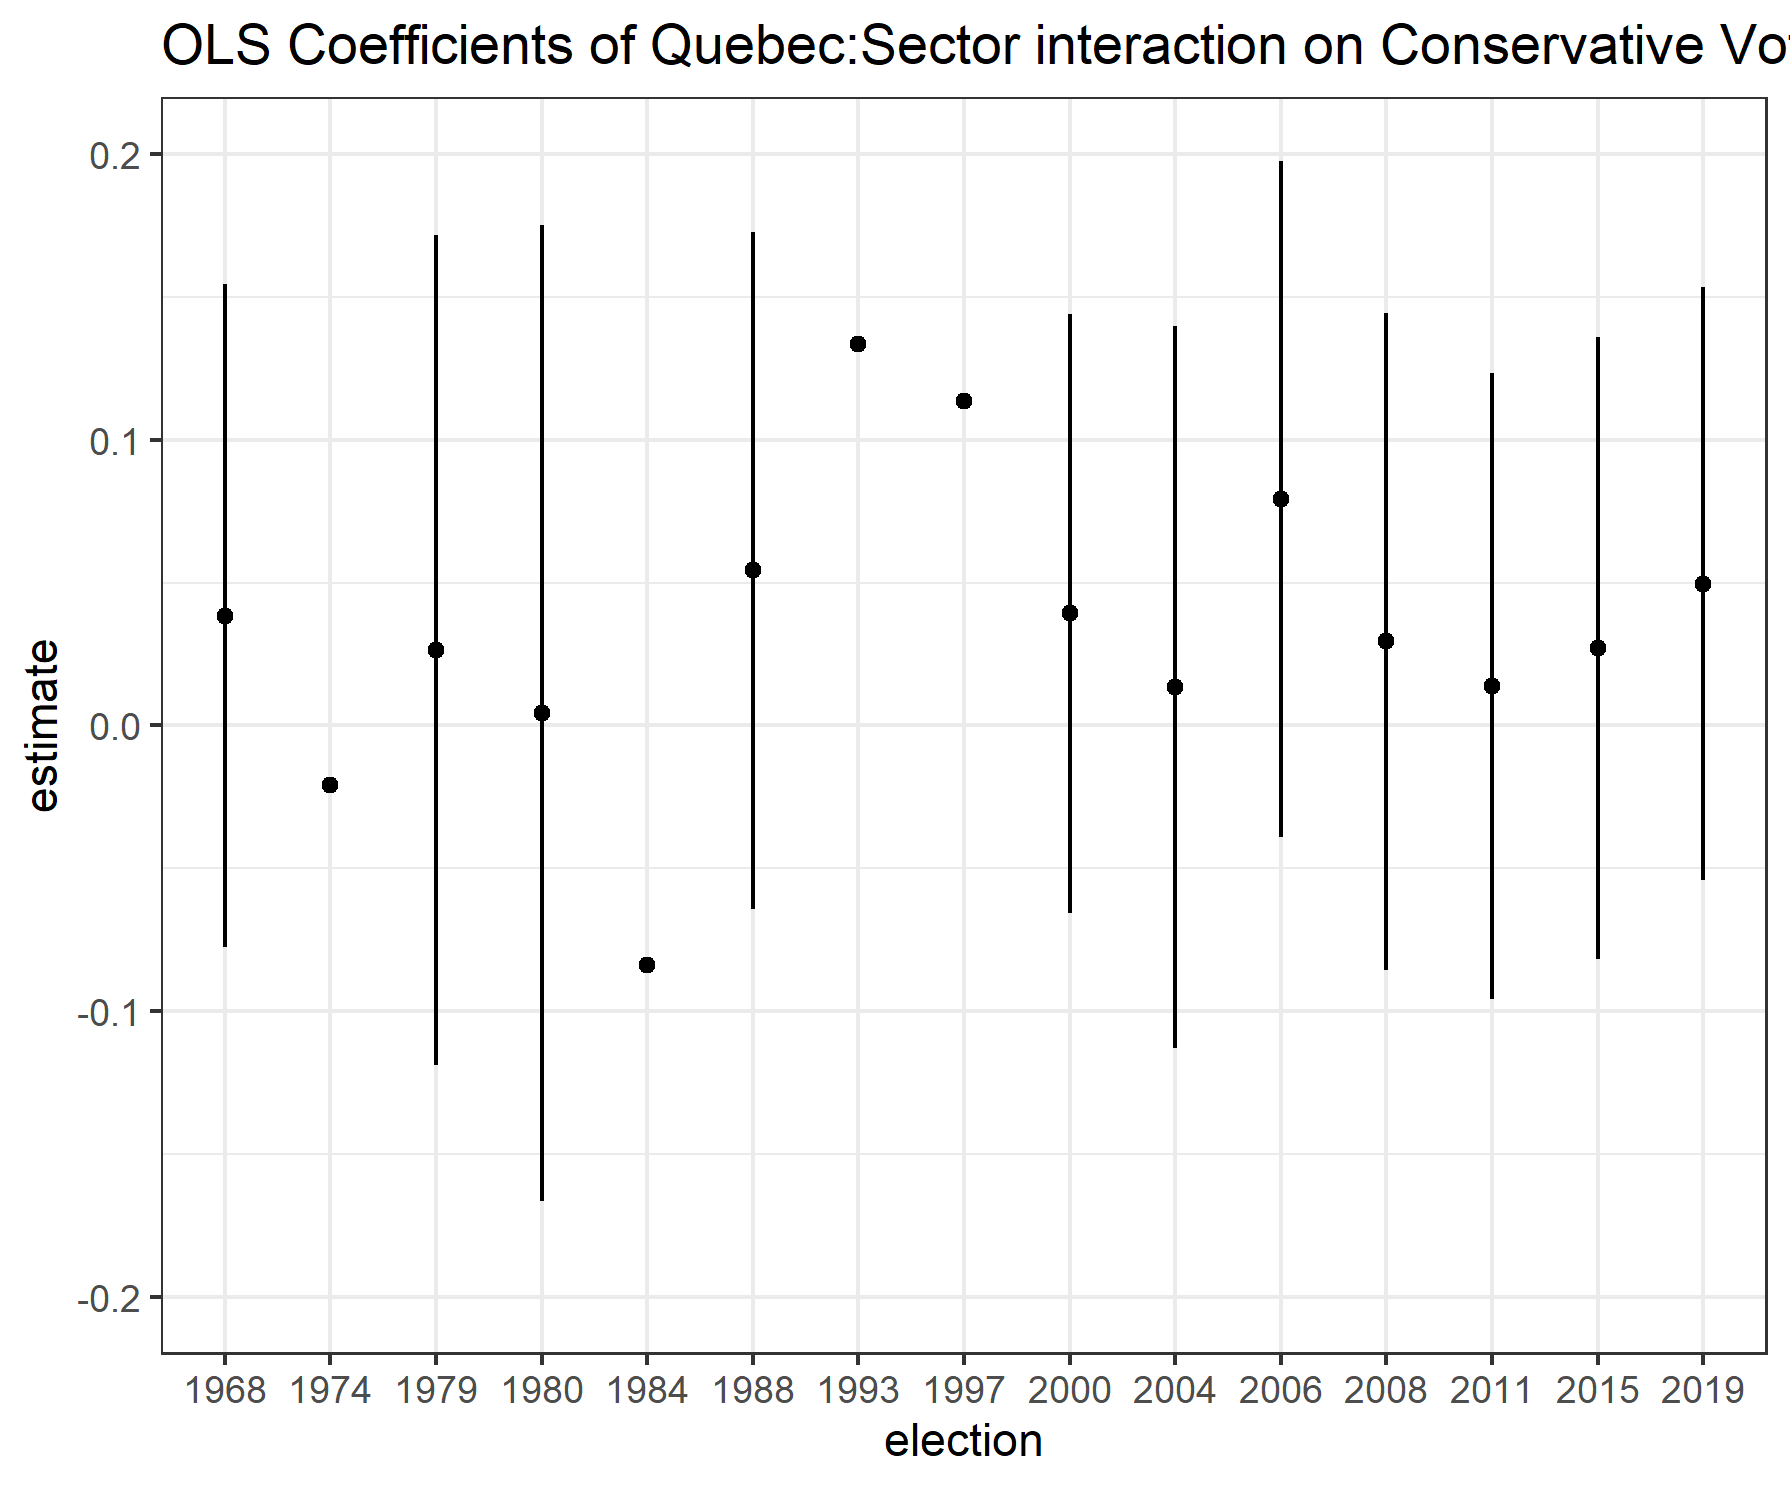 OLS Coefficients of Quebec:Sector interaction on Conservative
0.2
0.1
0.0
-0.1
-0.2
estimate
1968 1974 1979 1980 1984 1988 1993 1997 2000 2004 2006 2008 2011 2015 2019
election